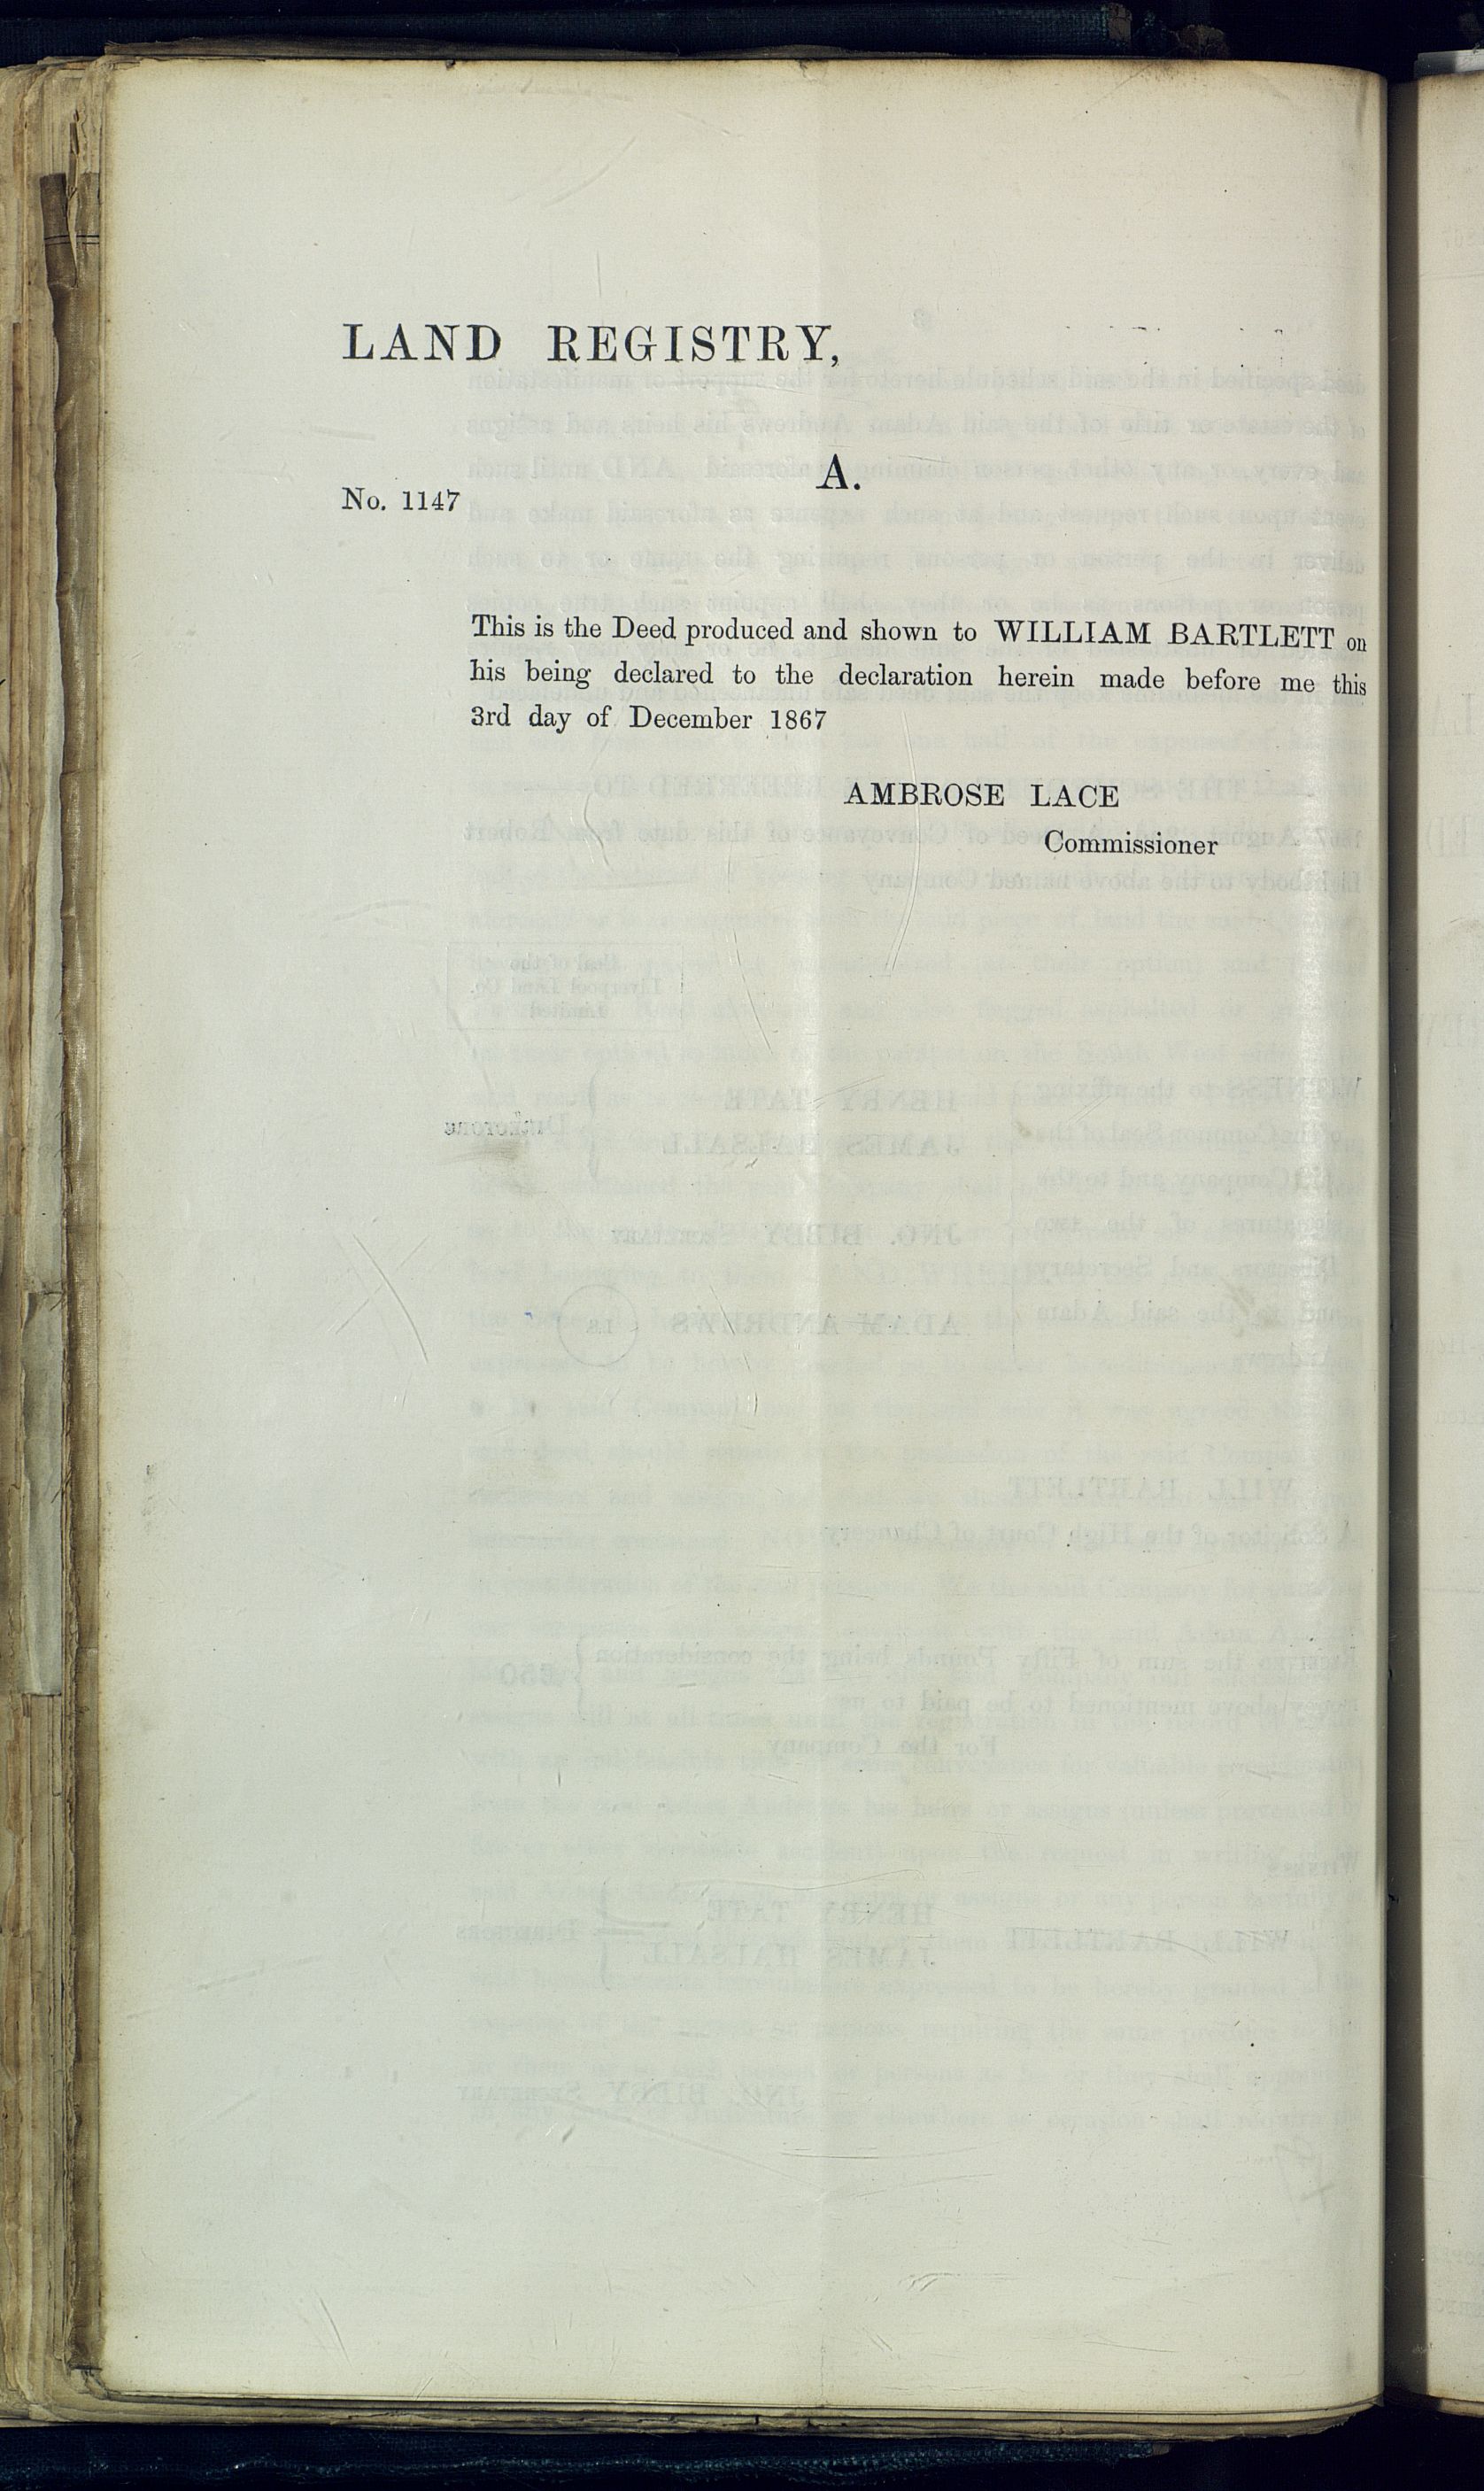 LAND REGISTRY,
A.
No. 1147
This is the Deed produced and shown to WILLIAM BARTLETT on
his being declared to the declaration herein made before me this
3rd day of December 1867
AMBROSE LACE
Commissioner